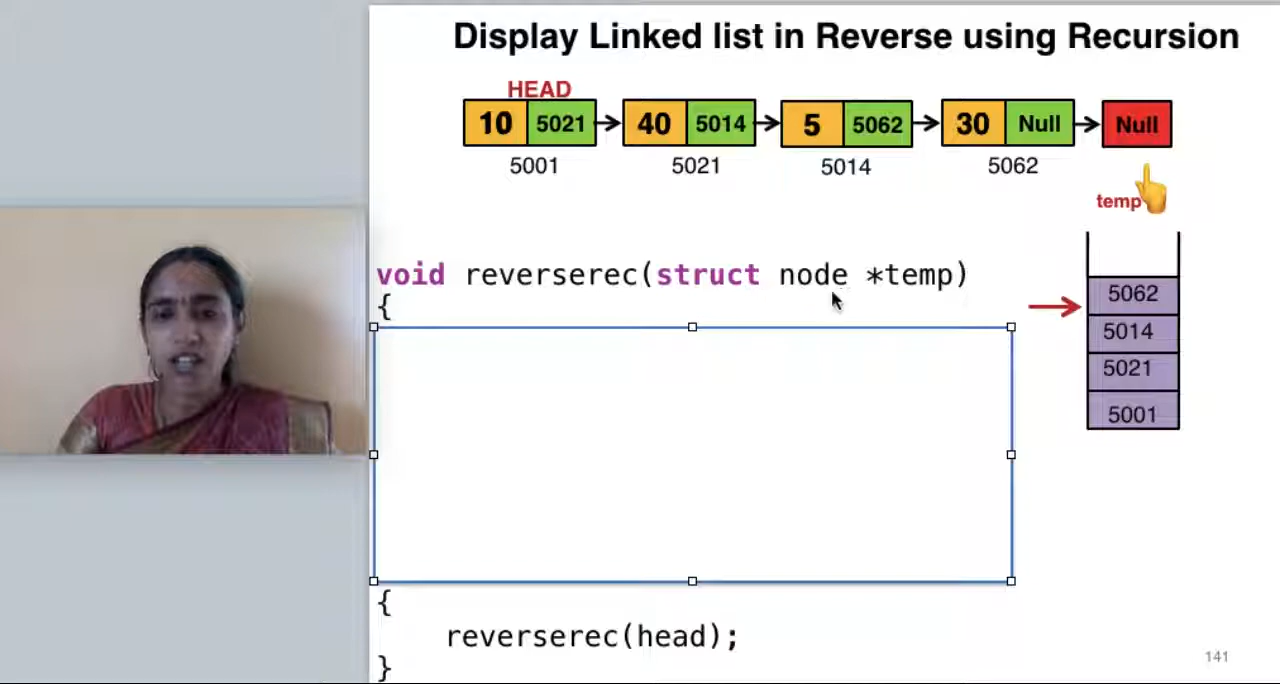 Display Linked list in Reverse using Recursion
HEAD
10 5021 40 5014 5 5062 30 Null Null
5001 5021 5014 5062
temp
void reverserec(struct node *temp)
{
5062
5014
5021
5001
{
reverserec(head);
}
141